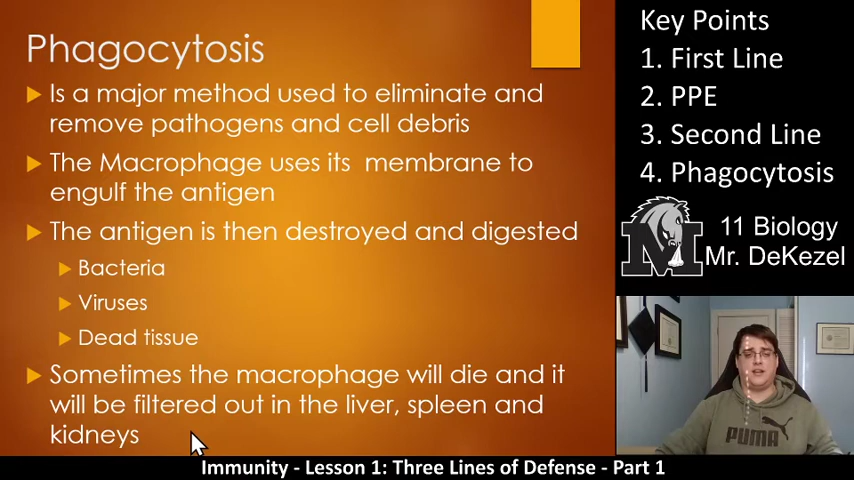 Phagocytosis
Is a major method used to eliminate and
remove pathogens and cell debris
The Macrophage uses its membrane to
engulf the antigen
The antigen is then destroyed and digested
Bacteria
Viruses
Dead tissue
Sometimes the macrophage will die and it
will be filtered out in the liver, spleen and
kidneys
Key Points
1. First Line
2. PPE
3. Second Line
4. Phagocytosis
M
11 Biology
Mr. DeKezel
PUMA
Immunity - Lesson 1: Three Lines of Defense - Part 1